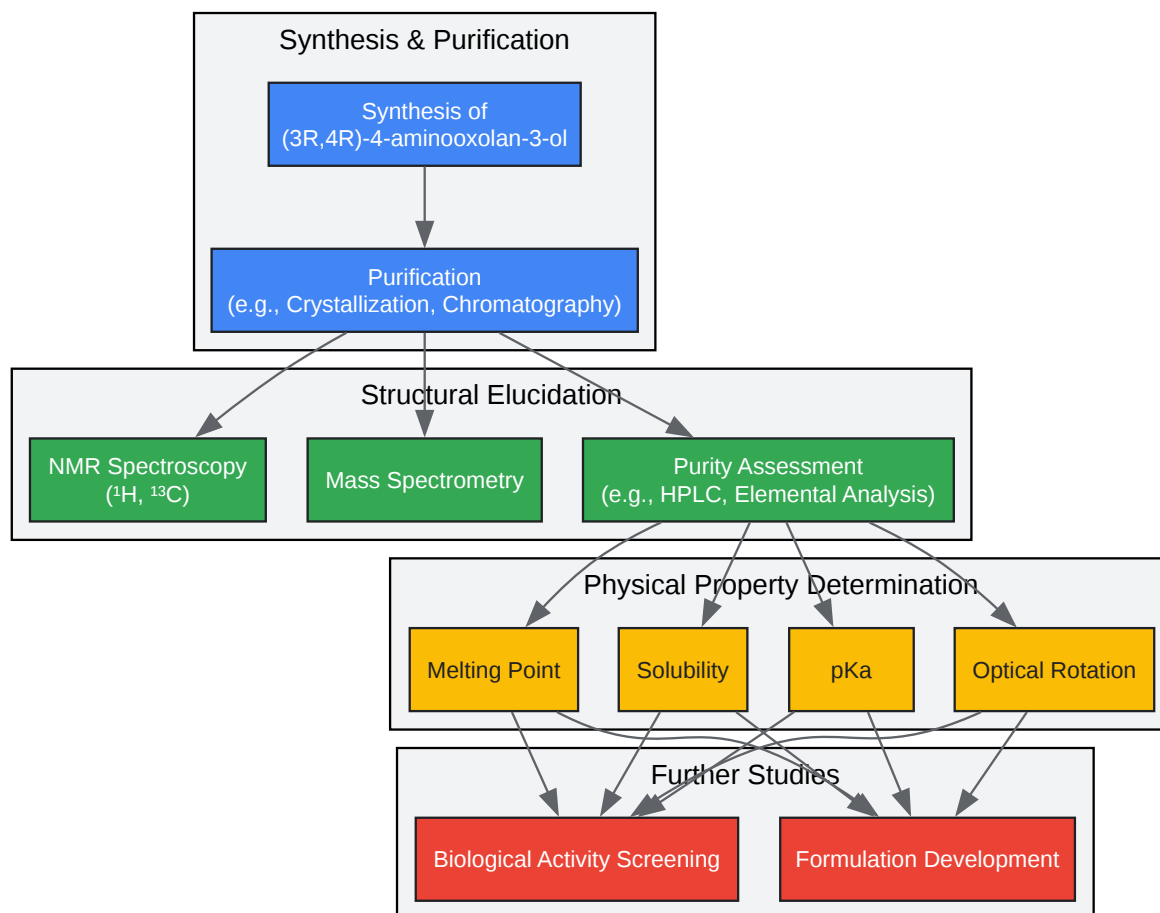 Synthesis & Purification
Synthesis of
(3R,4R)-4-aminooxolan-3-ol
Purification
(e.g., Crystallization, Chromatography)
Structural Elucidation
NMR Spectroscopy
(¹H, ¹³C)
Mass Spectrometry
Purity Assessment
(e.g., HPLC, Elemental Analysis)
Physical Property Determination
Melting Point
Solubility
pKa
Optical Rotation
Further Studies
Biological Activity Screening
Formulation Development